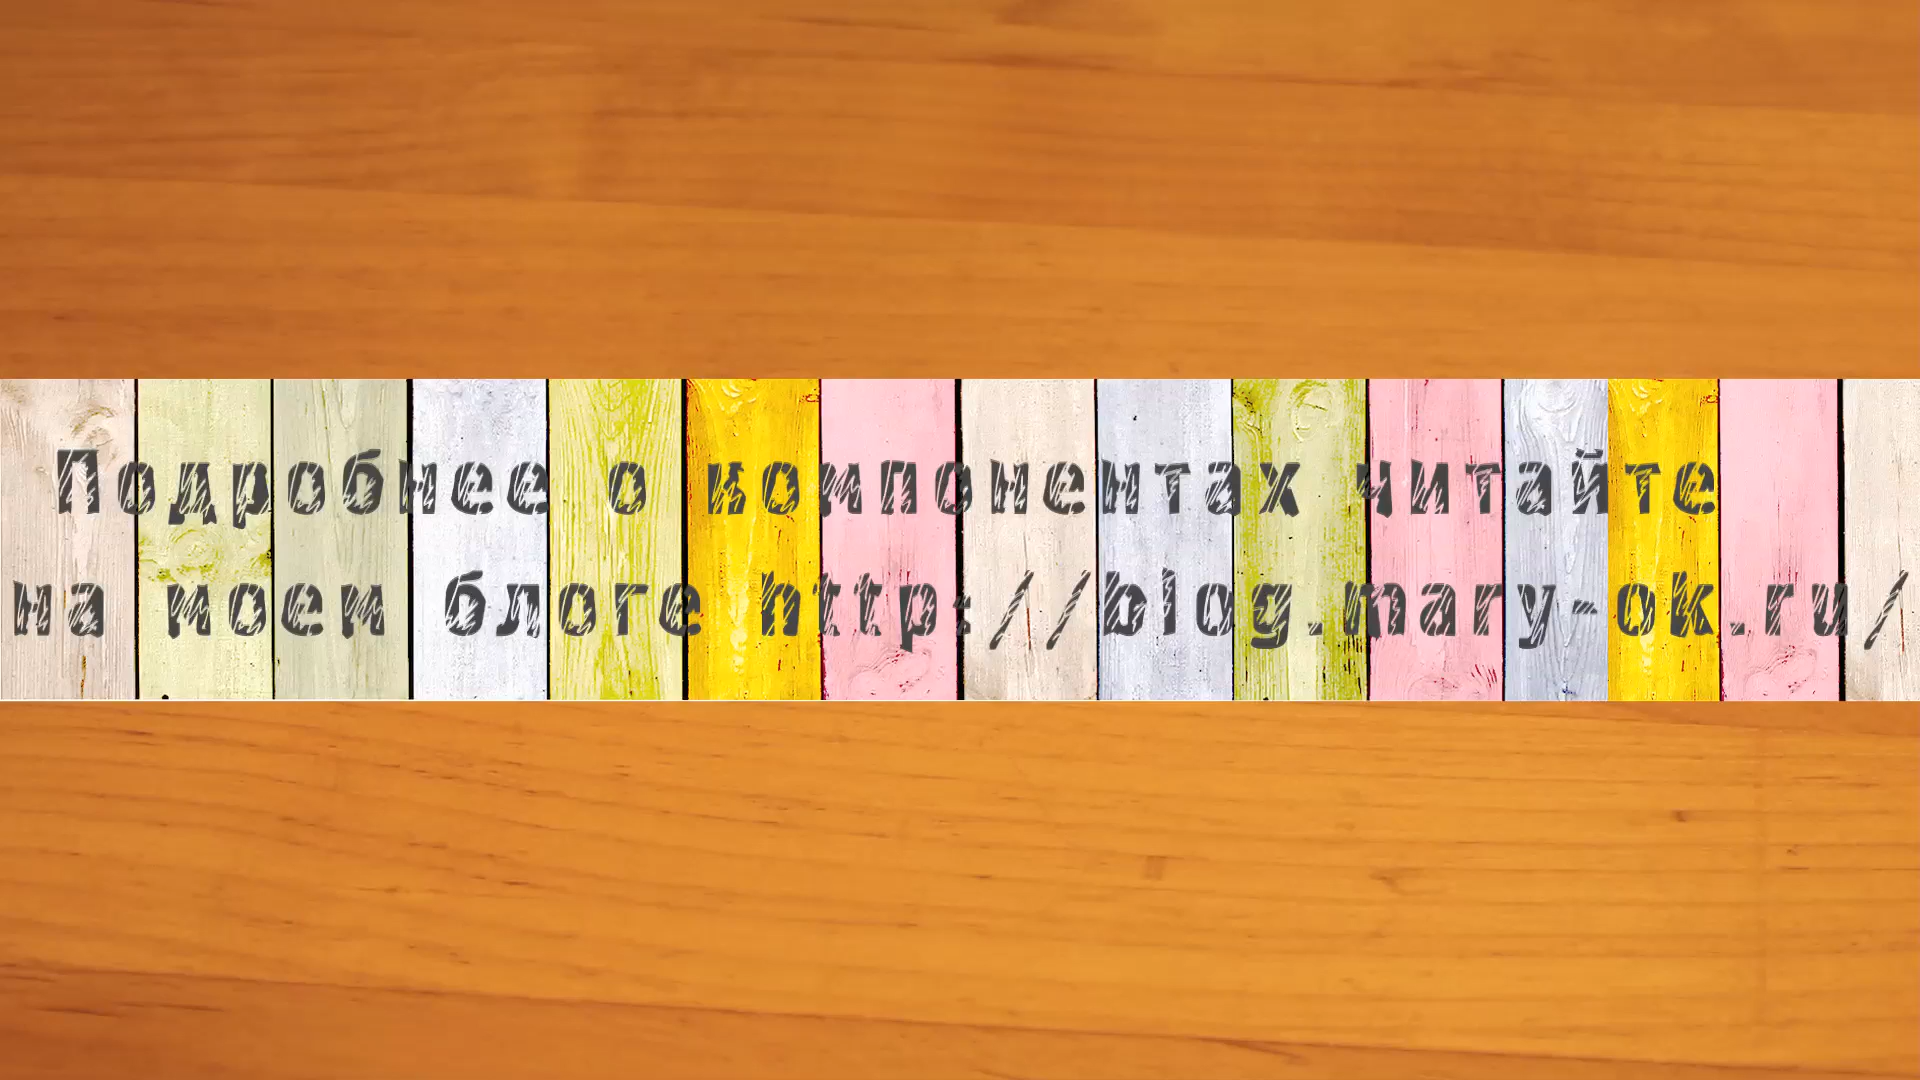 Подробнее о компонентах читайте
на моем блоге http://blog.mary-ok.ru/